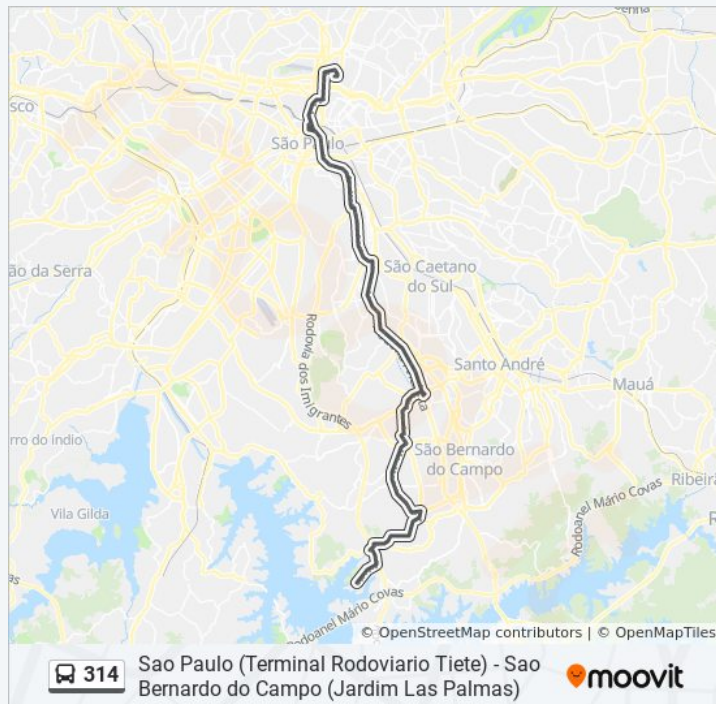 enha
sco
São Paulo
ão da Serra
São Caetano
do Sul
Rodovia dos Imigrantes
Santo André
Mauá
rro do índio
São Bernardo
do Campo
Ribeira
Vila Gilda
Rodoanel Mário Covas
R
Rodoanel Mário Covas
© OpenStreetMap contributors | © OpenMapTiles
314
Sao Paulo (Terminal Rodoviario Tiete) - Sao
Bernardo do Campo (Jardim Las Palmas)
moovit